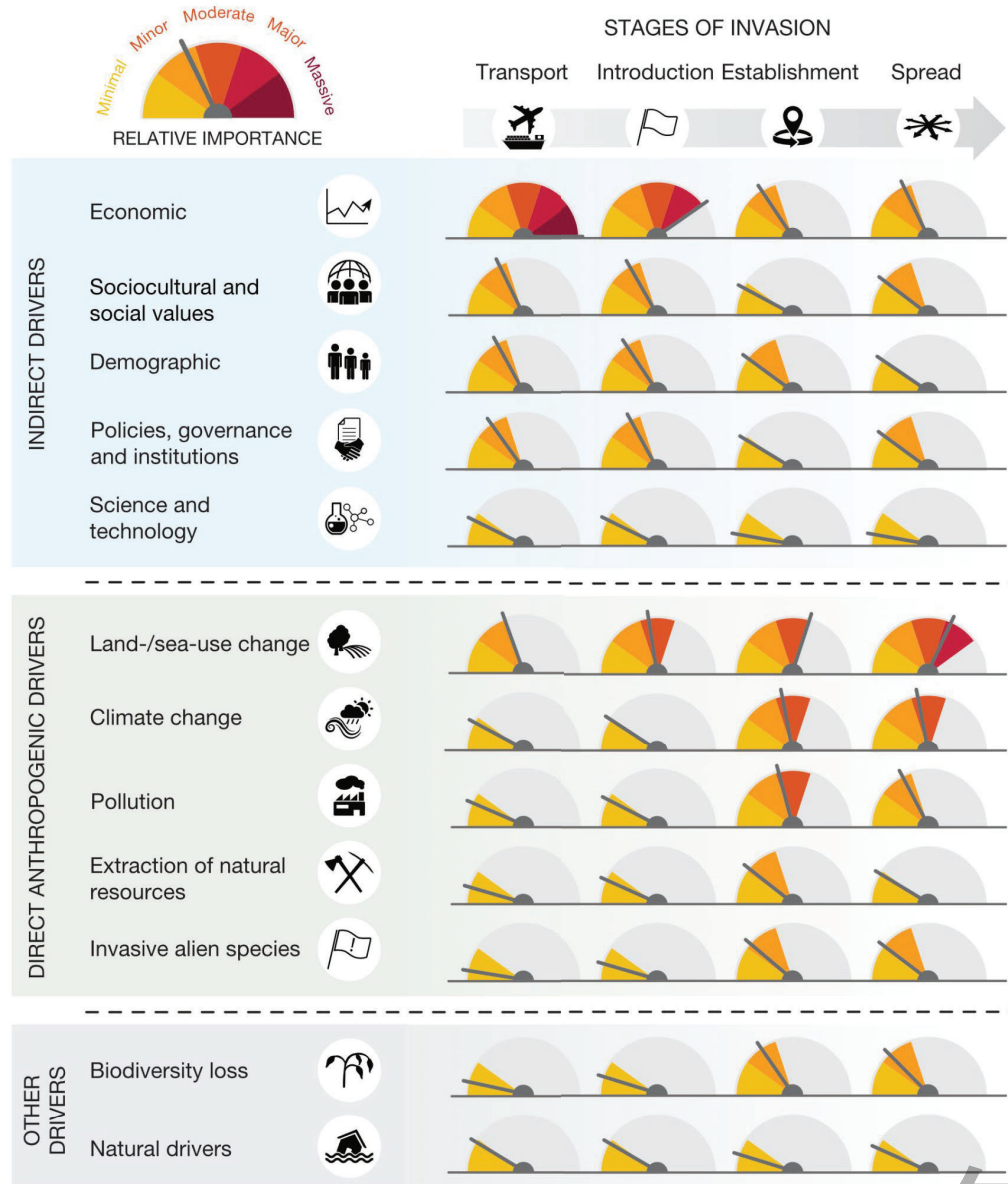 Minimal
Minor
Moderate
Major
Massive
RELATIVE IMPORTANCE
STAGES OF INVASION
Transport
Introduction
Establishment
Spread
INDIRECT DRIVERS
Economic
Sociocultural and
social values
Demographic
Policies, governance
and institutions
Science and
technology
DIRECT ANTHROPOGENIC DRIVERS
Land-/sea-use change
Climate change
Pollution
Extraction of natural
resources
Invasive alien species
!
OTHER
DRIVERS
Biodiversity loss
Natural drivers